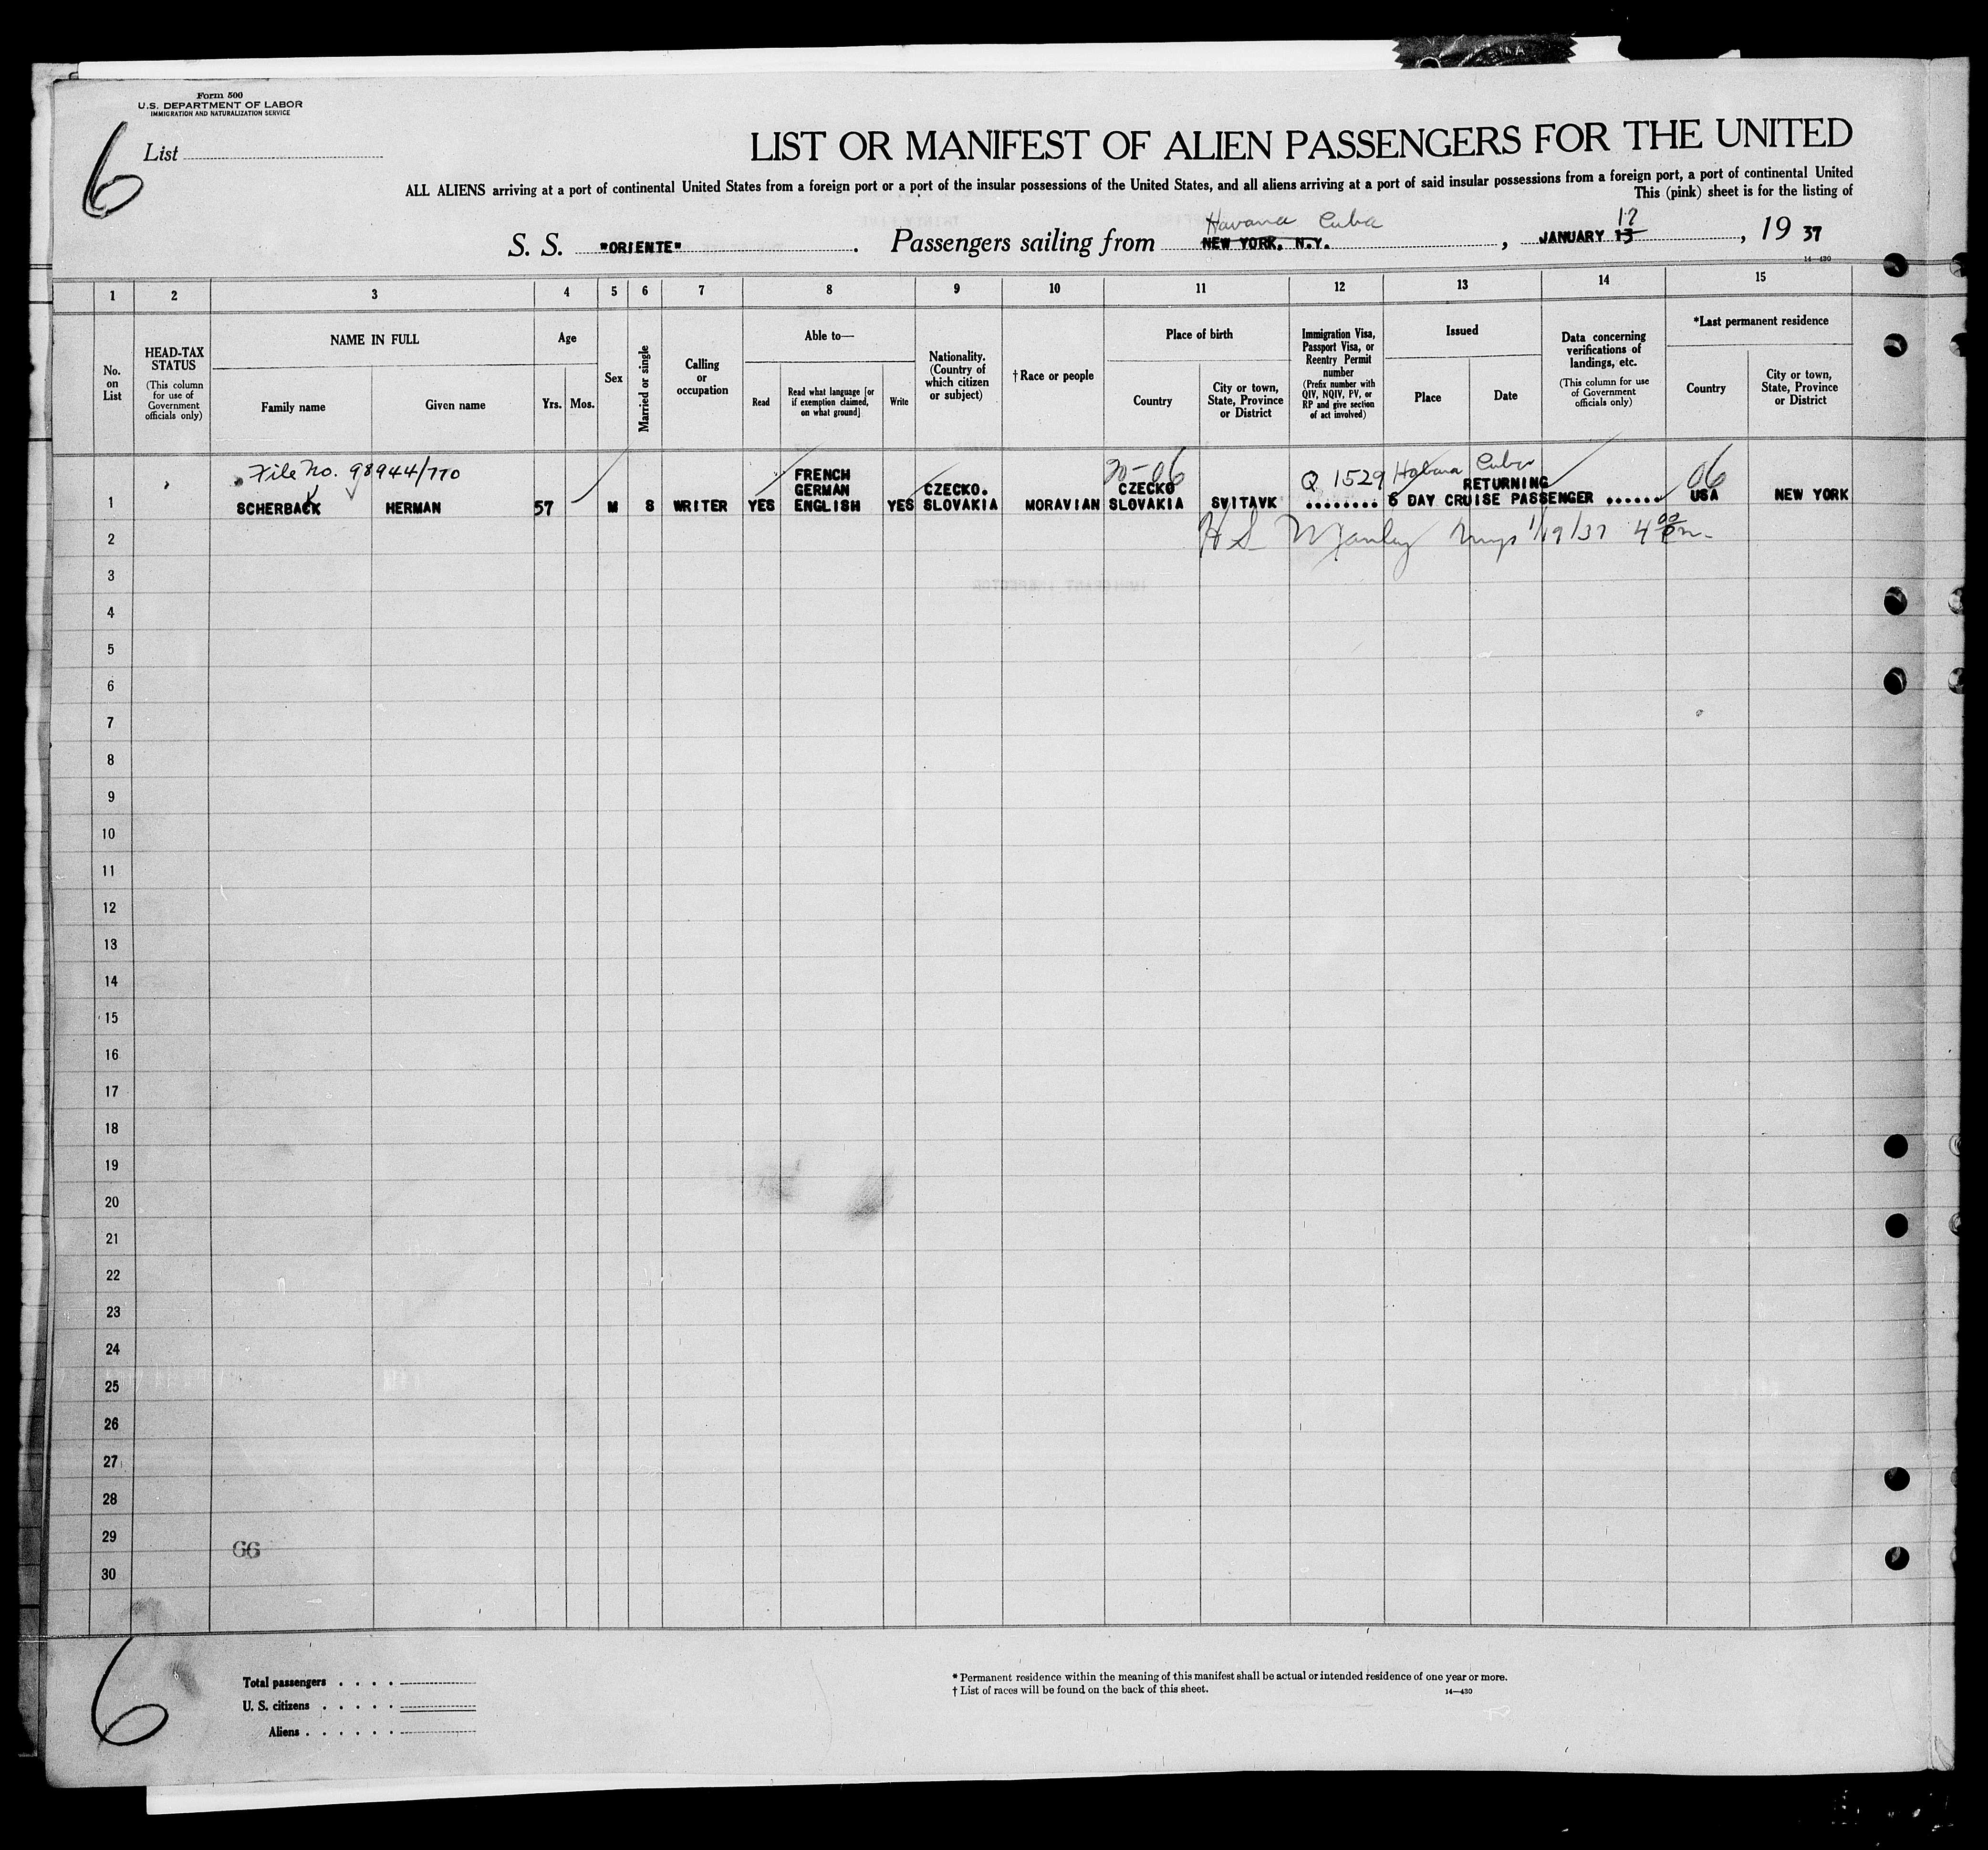 Form 500
U.S. DEPARTMENT OF LABOR
IMMIGRATION AND NATURALIZATION SERVICE
6
List
LIST OR MANIFEST OF ALIEN PASSENGERS FOR THE UNITED
ALL ALIENS arriving at a port of continental United States from a foreign port or a port of the insular possessions of the United States, and all aliens arriving at a port of said insular possessions from a foreign port, a port of continental United
This (pink) sheet is for the listing of
Havana Cuba
S. S. "ORIENTE". Passengers sailing from NEW YORK, N.Y., JANUARY 13, 19 37
14—430
1 2 3 4 5 6 7 8 9 10 11 12 13 14 15
No. on List
HEAD-TAX STATUS
(This column for use of Government officials only)
NAME IN FULL
Family name
Given name
Age
Yrs.
Mos.
Sex
Married or single
Calling or occupation
Able to—
Read
Read what language [or if exemption claimed, on what ground]
Write
Nationality. (Country of which citizen or subject)
† Race or people
Place of birth
Country
City or town, State, Province or District
Immigration Visa, Passport Visa, or Reentry Permit number
(Prefix number with QIV, NQIV, PV, or RP and give section of act involved)
Issued
Place
Date
Data concerning verifications of landings, etc.
(This column for use of Government officials only)
*Last permanent residence
Country
City or town, State, Province or District
File No. 98944/770
20-06
Q 1529 Habana Cuba
06
1 SCHERBACK HERMAN 57 M S WRITER YES FRENCH GERMAN ENGLISH YES CZECKO. SLOVAKIA MORAVIAN CZECKO SLOVAKIA SVITAVK ........ 6 DAY CRUISE PASSENGER RETURNING ...... USA NEW YORK
2 H S Manley 1/19/37 4 00 Pm
3
4
5
6
7
8
9
10
11
12
13
14
15
16
17
18
19
20
21
22
23
24
25
26
27
28
29
30
66
6
Total passengers . . . .
U. S. citizens . . . . .
Aliens . . . . . .
* Permanent residence within the meaning of this manifest shall be actual or intended residence of one year or more.
† List of races will be found on the back of this sheet.
14—430